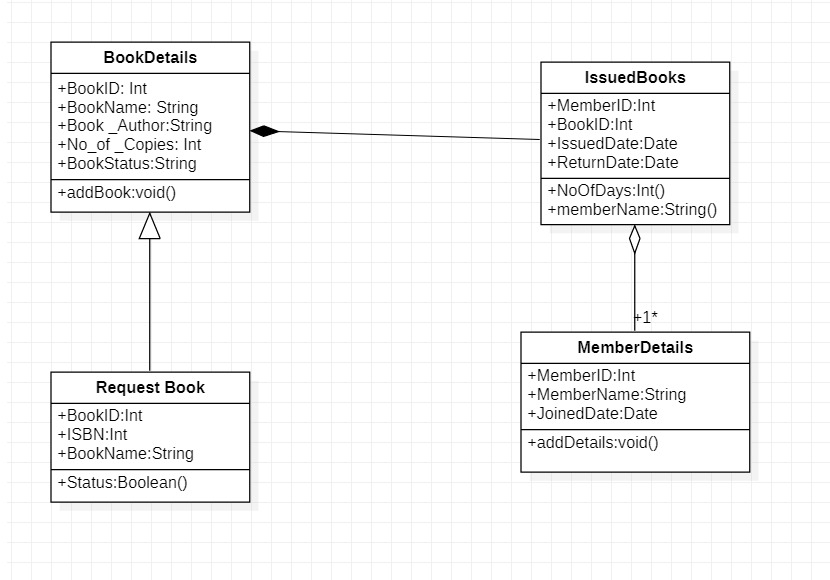 BookDetails
+BookID: Int
+BookName: String
+Book _Author:String
+No_of _Copies: Int
+BookStatus:String
+addBook:void()
IssuedBooks
+MemberID:Int
+BookID:Int
+IssuedDate:Date
+ReturnDate:Date
+NoOfDays:Int()
+memberName:String()
+1*
Request Book
+BookID:Int
+ISBN:Int
+BookName:String
+Status:Boolean()
MemberDetails
+MemberID:Int
+MemberName:String
+JoinedDate:Date
+addDetails:void()